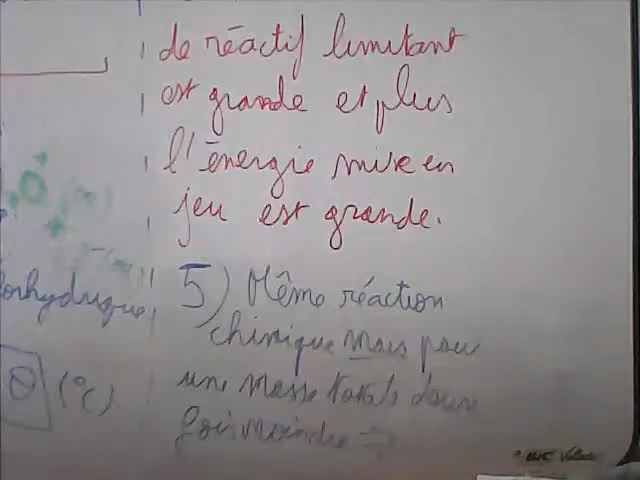 de réactif limitant
est grande et plus
l'énergie mise en
jeu est grande.
orhydrique
5) Même réaction
chimique mais pour
θ (°C)
une masse totale deux
fois moindre =>